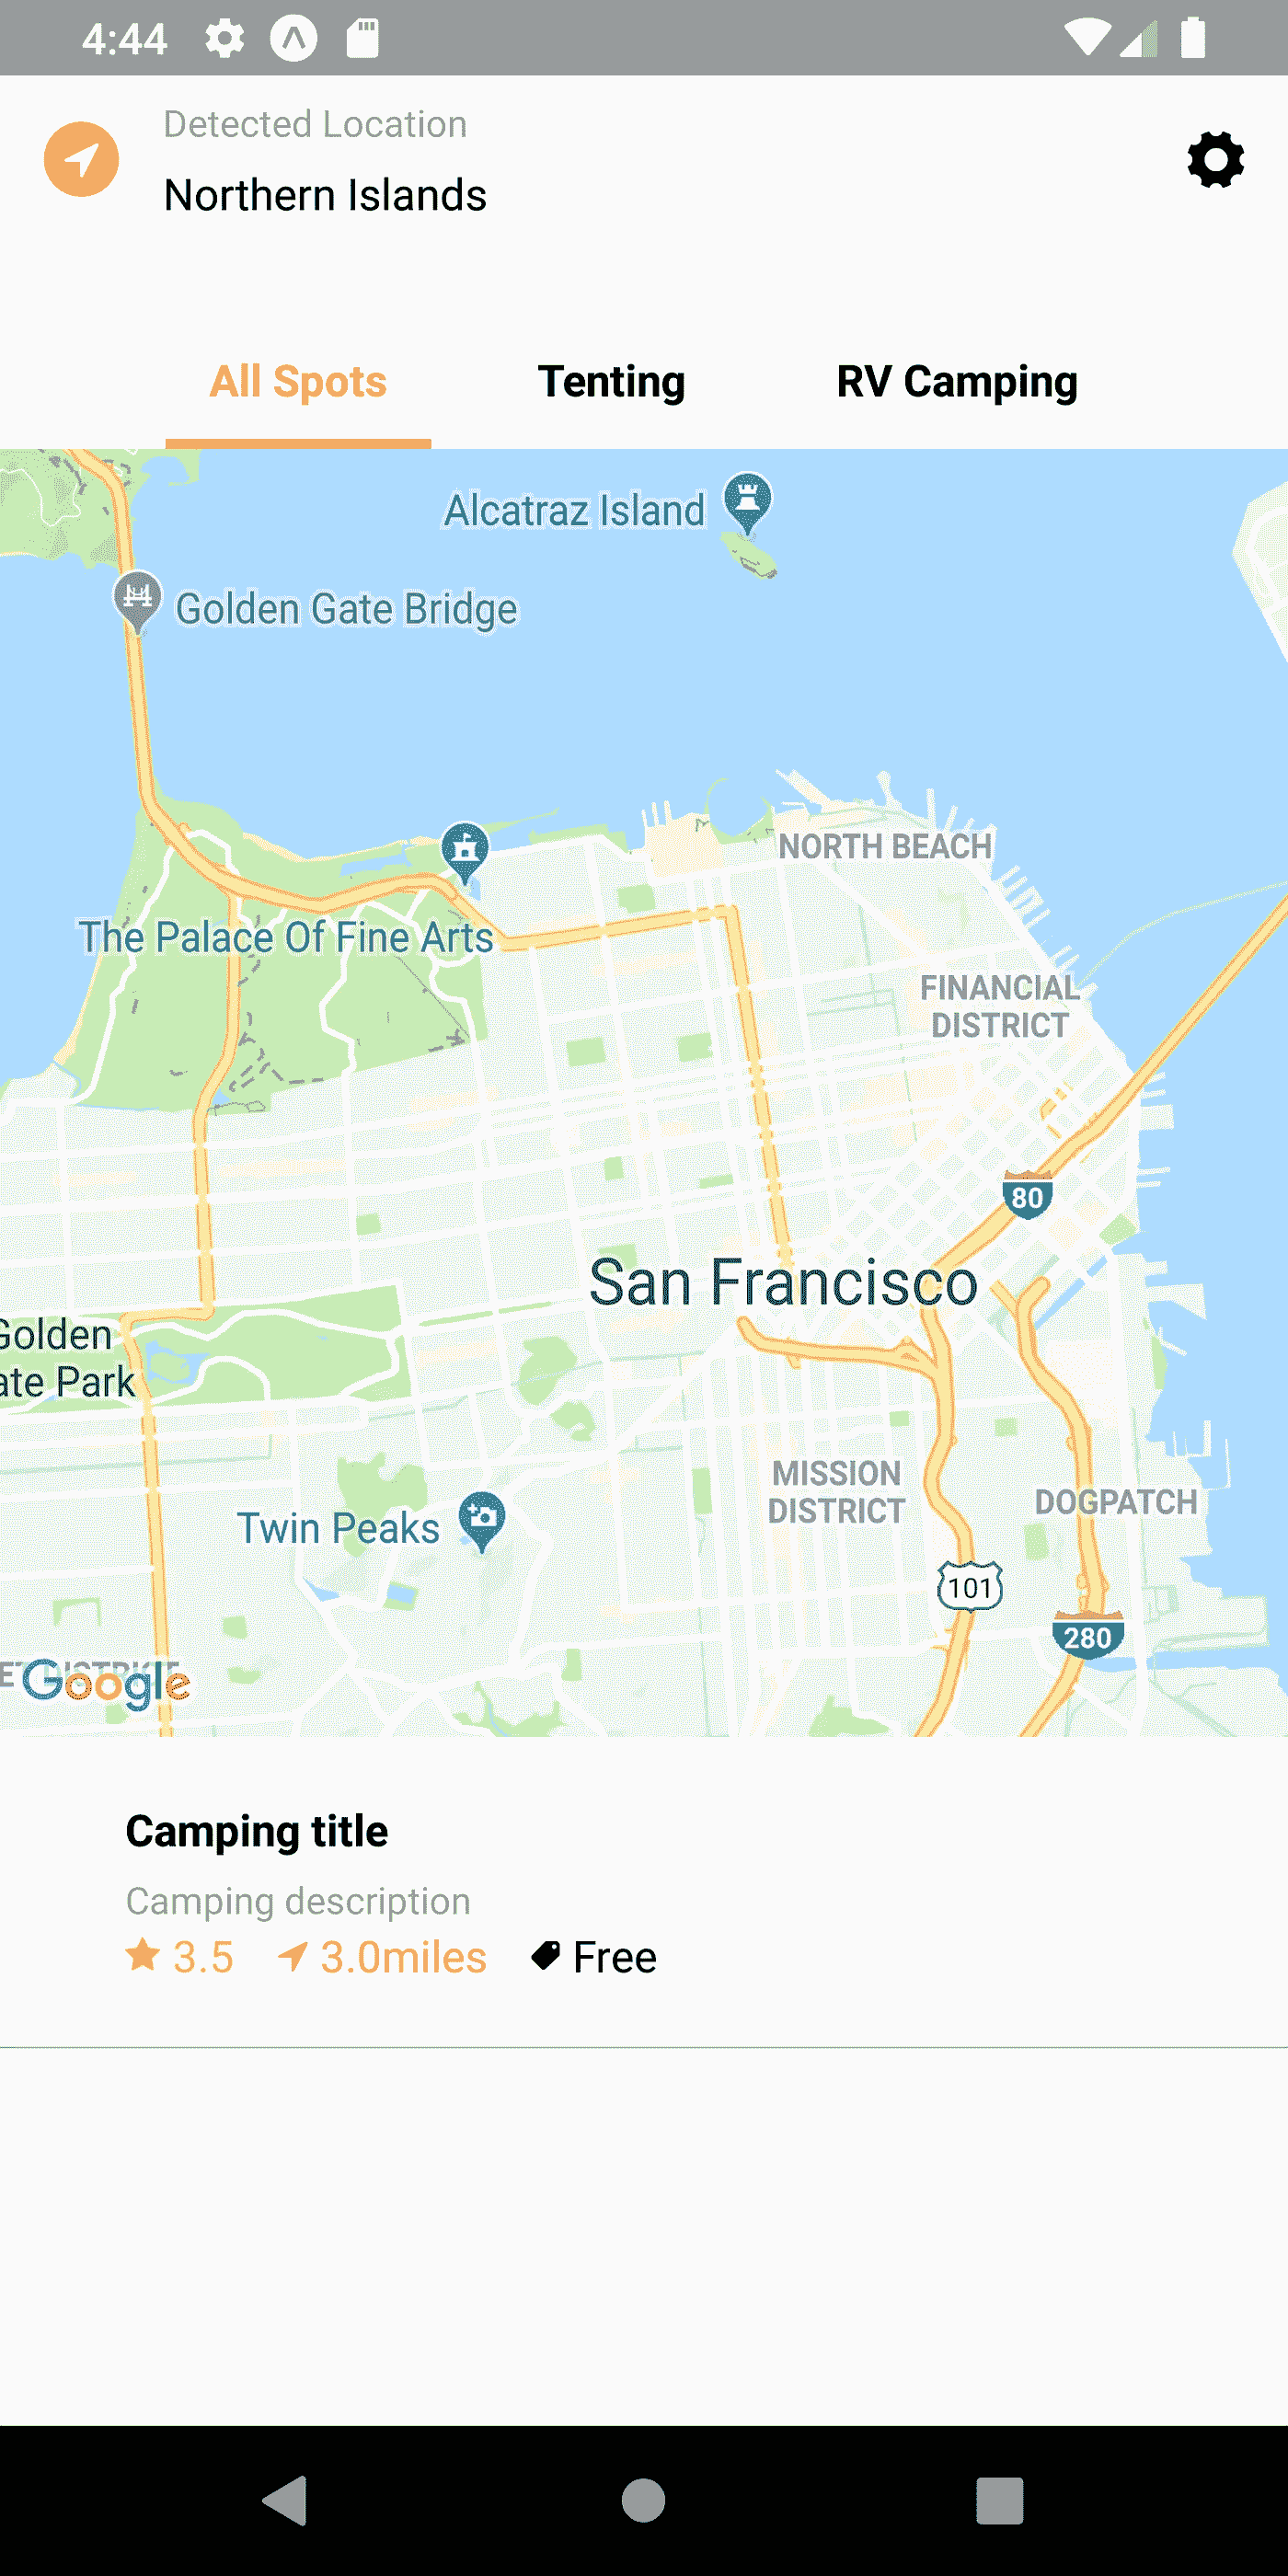 4:44
Detected Location
Northern Islands
All Spots
Tenting
RV Camping
Alcatraz Island
Golden Gate Bridge
NORTH BEACH
The Palace Of Fine Arts
FINANCIAL
DISTRICT
80
San Francisco
Golden
ate Park
MISSION
DISTRICT
DOGPATCH
Twin Peaks
101
280
ET DISTRICT
Google
Camping title
Camping description
3.5
3.0miles
Free